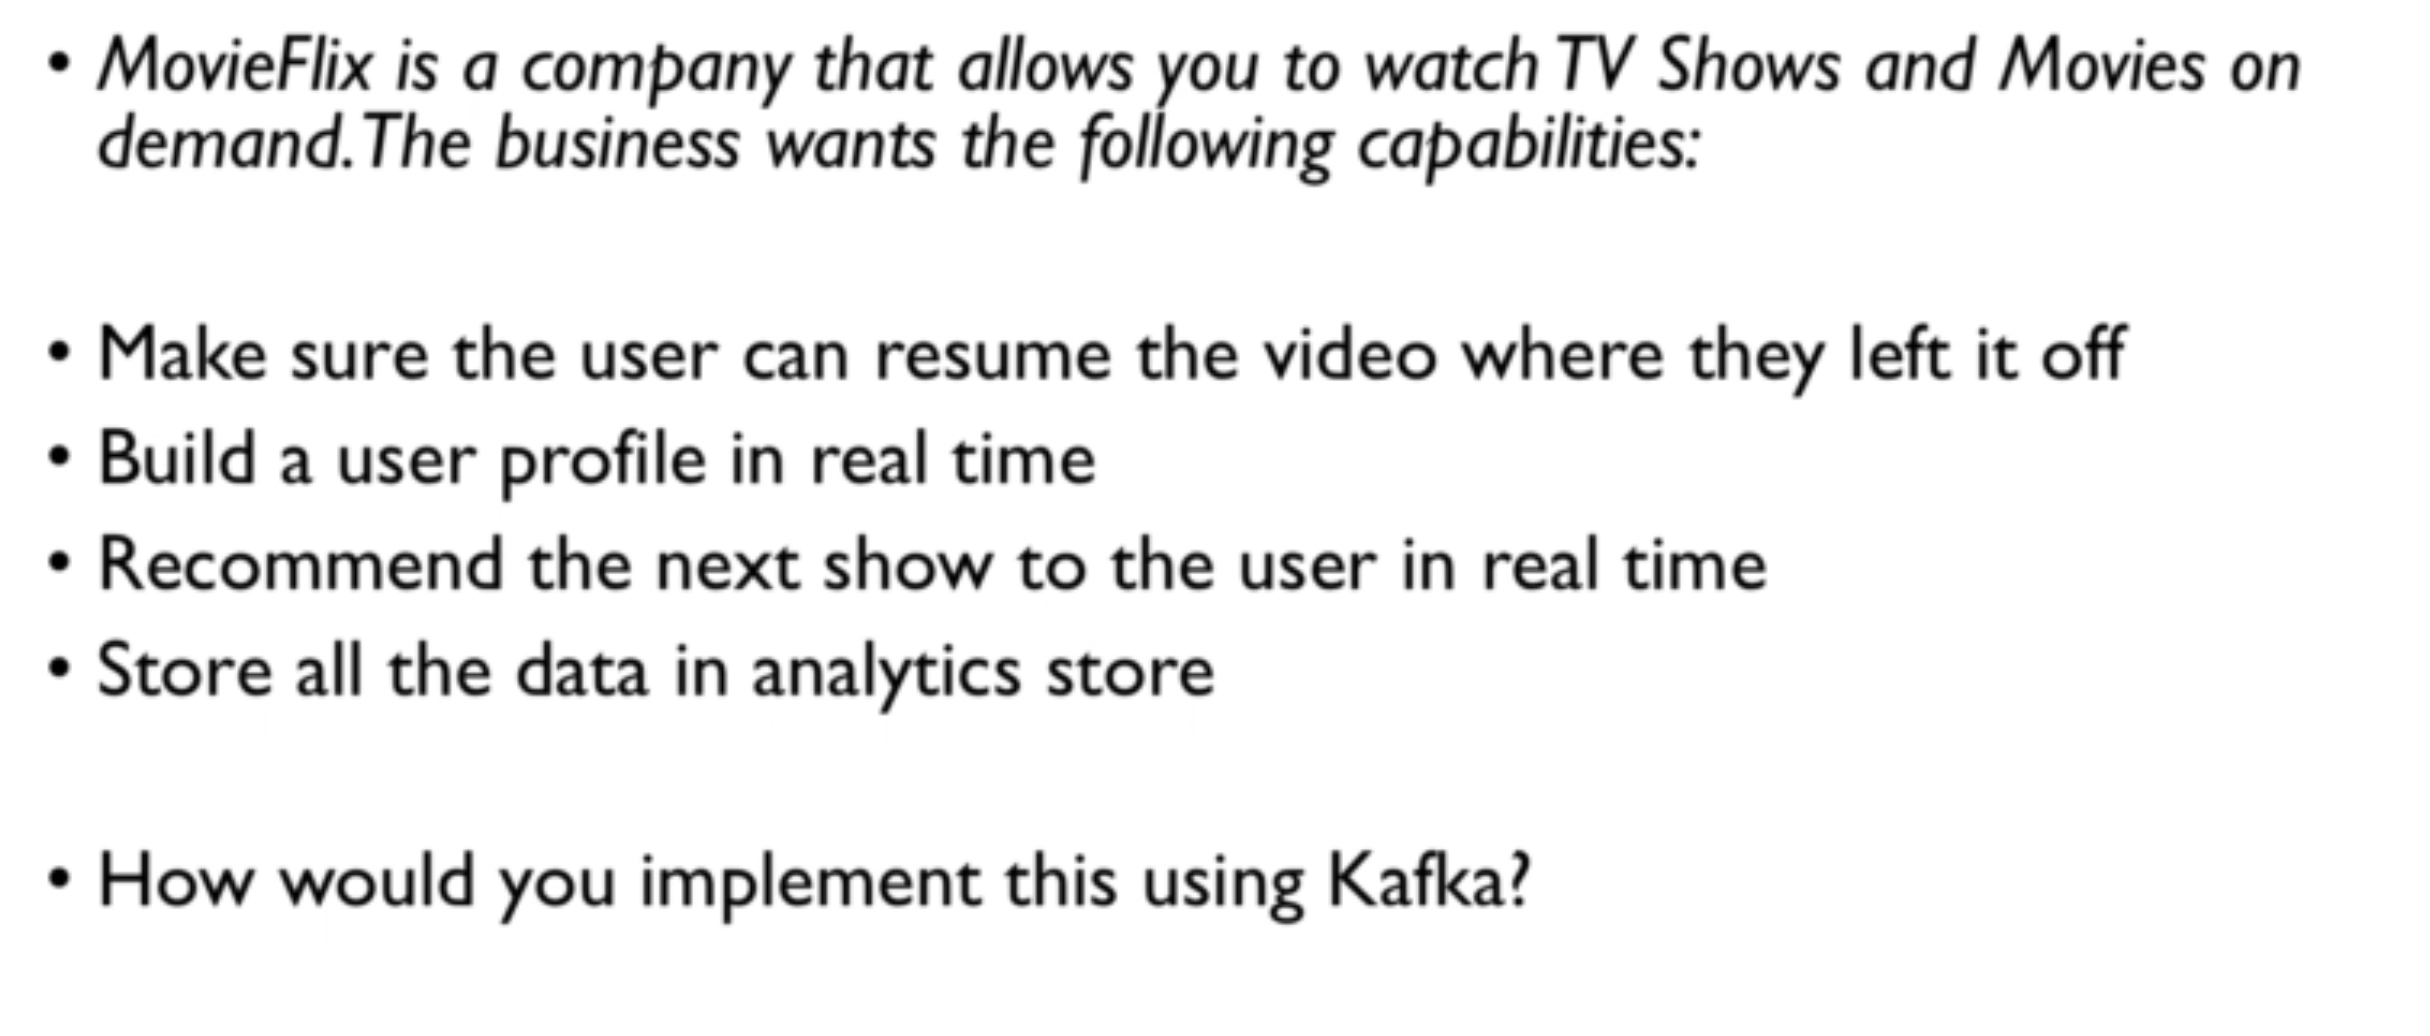 • MovieFlix is a company that allows you to watch TV Shows and Movies on
demand. The business wants the following capabilities:
• Make sure the user can resume the video where they left it off
• Build a user profile in real time
• Recommend the next show to the user in real time
• Store all the data in analytics store
• How would you implement this using Kafka?